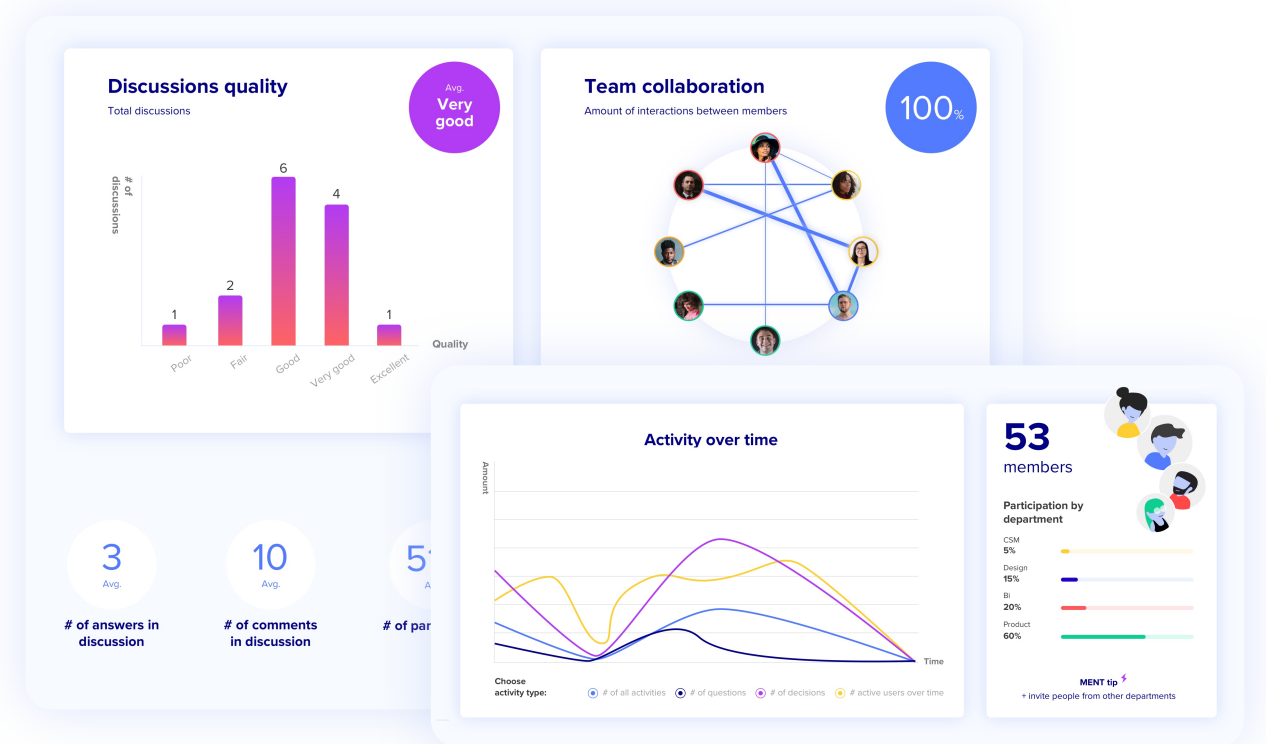 Discussions quality
Total discussions
Avg.
Very
good
# of
discussions
6
4
2
1
1
Poor
Fair
Good
Very good
Excellent
Quality
Team collaboration
Amount of interactions between members
100%
3
Avg.
# of answers in
discussion
10
Avg.
# of comments
in discussion
# of
Activity over time
Amount
Time
Choose
activity type:
# of all activities
# of questions
# of decisions
# active users over time
53
members
Participation by
department
CSM
5%
Design
15%
Bi
20%
Product
60%
MENT tip
+ invite people from other departments